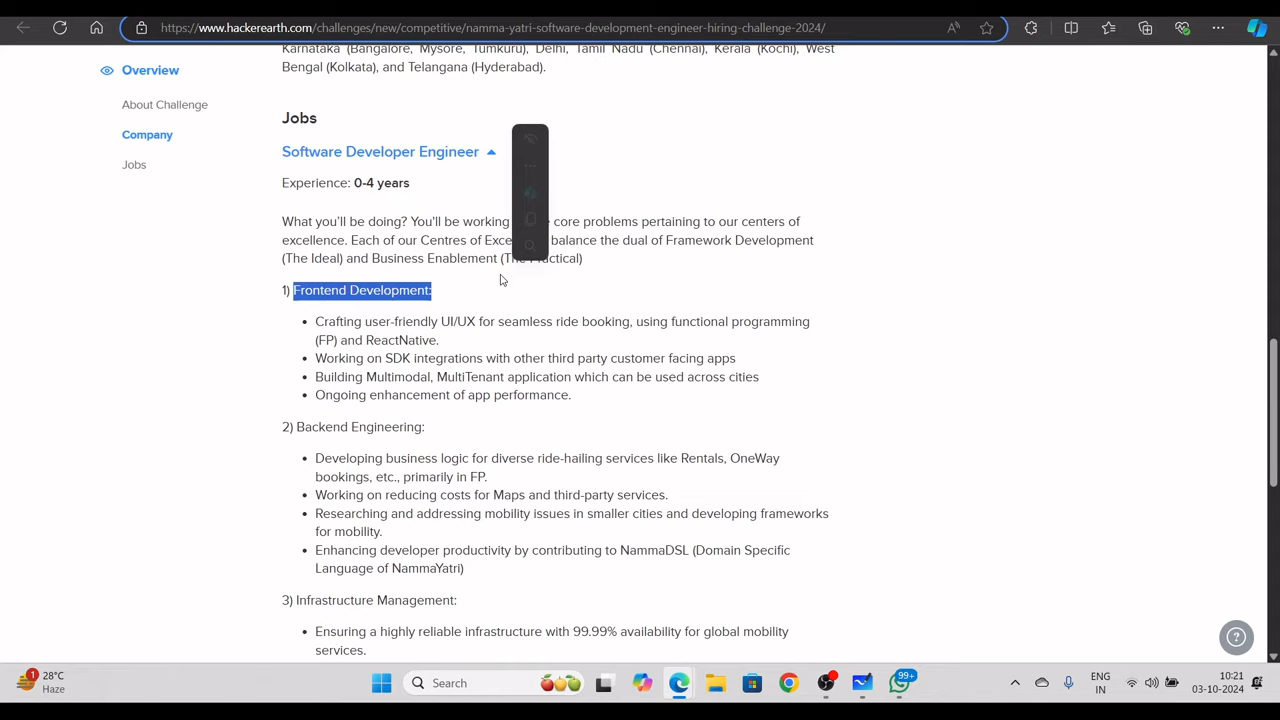 https://www.hackerearth.com/challenges/new/competitive/namma-yatri-software-development-engineer-hiring-challenge-2024/
Karnataka (Bangalore, Mysore, Tumkuru), Delhi, Tamil Nadu (Chennai), Kerala (Kochi), West
Bengal (Kolkata), and Telangana (Hyderabad).
Overview
About Challenge
Company
Jobs
Jobs
Software Developer Engineer
Experience: 0-4 years
What you'll be doing? You'll be working core problems pertaining to our centers of
excellence. Each of our Centres of balance the dual of Framework Development
(The Ideal) and Business Enablement (The Practical)
1) Frontend Development:
• Crafting user-friendly UI/UX for seamless ride booking, using functional programming
(FP) and ReactNative.
• Working on SDK integrations with other third party customer facing apps
• Building Multimodal, MultiTenant application which can be used across cities
• Ongoing enhancement of app performance.
2) Backend Engineering:
• Developing business logic for diverse ride-hailing services like Rentals, OneWay
bookings, etc., primarily in FP.
• Working on reducing costs for Maps and third-party services.
• Researching and addressing mobility issues in smaller cities and developing frameworks
for mobility.
• Enhancing developer productivity by contributing to NammaDSL (Domain Specific
Language of NammaYatri)
3) Infrastructure Management:
• Ensuring a highly reliable infrastructure with 99.99% availability for global mobility
services.
1
28°C
Haze
Search
99+
ENG
IN
10:21
03-10-2024